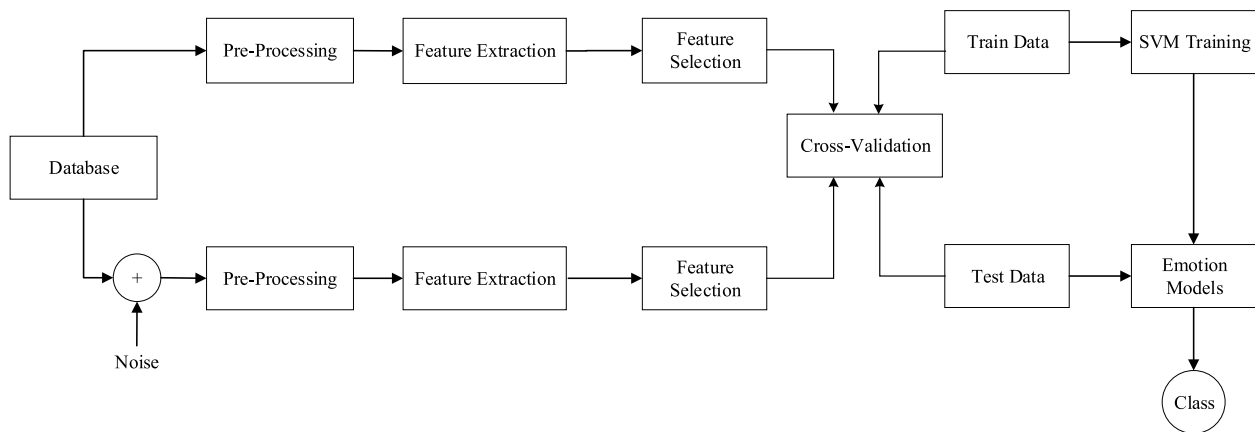 Pre-Processing
Feature Extraction
Feature
Selection
Train Data
SVM Training
Database
Cross-Validation
+
Pre-Processing
Feature Extraction
Feature
Selection
Test Data
Emotion
Models
Noise
Class